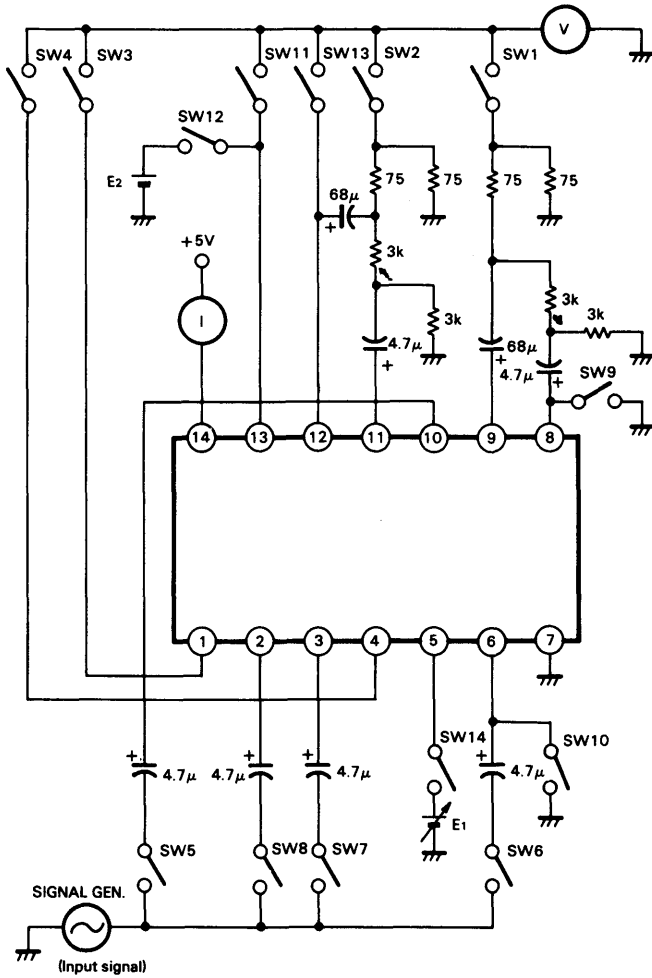 V
SW4 SW3 SW11 SW13 SW2 SW1
SW12
E2
75 75 75 75
68μ
+
+5V
3k
3k 3k
I
3k
4.7μ
+
68μ
+
4.7μ
+
SW9
14 13 12 11 10 9 8
1 2 3 4 5 6 7
+
4.7μ
4.7μ +
+
4.7μ
SW14
+
4.7μ
SW10
E1
SW5 SW8 SW7 SW6
SIGNAL GEN.
(Input signal)